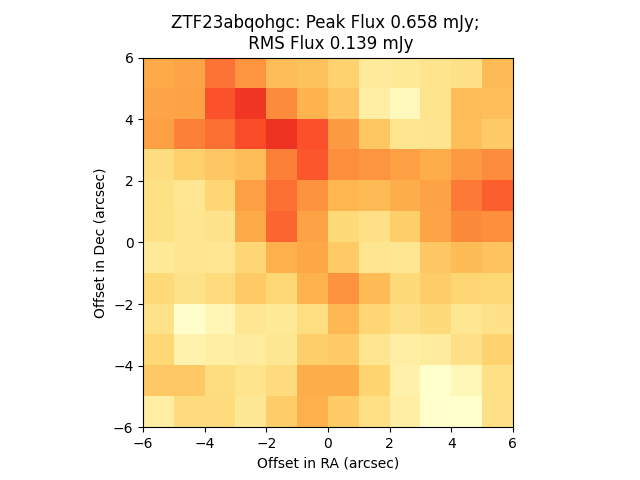 ZTF23abqohgc: Peak Flux 0.658 mJy;
RMS Flux 0.139 mJy
6
4
2
0
−2
−4
−6
Offset in Dec (arcsec)
−6 −4 −2 0 2 4 6
Offset in RA (arcsec)